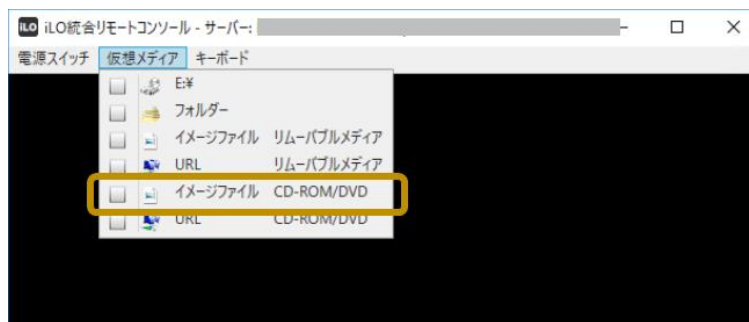 iLO iLO統合リモートコンソール - サーバー:
電源スイッチ 仮想メディア キーボード
E:¥
フォルダー
イメージファイル リムーバブルメディア
URL リムーバブルメディア
イメージファイル CD-ROM/DVD
URL CD-ROM/DVD